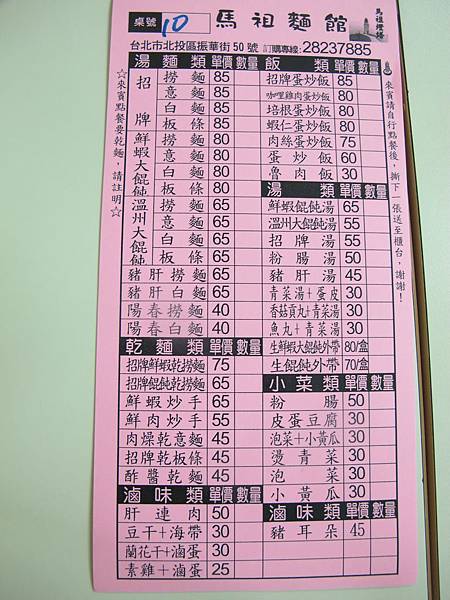 桌號 10 馬祖麵館 馬祖燈塔
台北市北投區振華街50號 訂購專線:28237885
☆來賓點餐要乾麵，請註明☆
湯麵類 單價 數量
招牌
撈麵 85
意麵 85
白麵 85
板條 85
鮮蝦大餛飩
撈麵 80
意麵 80
白麵 80
板條 80
溫州大餛飩
撈麵 65
意麵 65
白麵 65
板條 65
豬肝撈麵 65
豬肝白麵 65
陽春撈麵 40
陽春白麵 40
乾麵類 單價 數量
招牌鮮蝦乾撈麵 75
招牌餛飩乾撈麵 65
鮮蝦炒手 65
鮮肉炒手 55
肉燥乾意麵 45
招牌乾板條 45
酢醬乾麵 45
滷味類 單價 數量
肝連肉 50
豆干+海帶 30
蘭花干+滷蛋 30
素雞+滷蛋 25
飯類 單價 數量
招牌蛋炒飯 85
咖哩雞肉蛋炒飯 80
培根蛋炒飯 80
蝦仁蛋炒飯 80
肉絲蛋炒飯 75
蛋炒飯 60
魯肉飯 30
湯類 單價 數量
鮮蝦餛飩湯 65
溫州大餛飩湯 55
招牌湯 55
粉腸湯 50
豬肝湯 45
青菜湯+蛋皮 30
香菇貢丸+青菜湯 30
魚丸+青菜湯 30
生鮮蝦大餛飩外帶 80/盒
生餛飩外帶 70/盒
小菜類 單價 數量
粉腸 50
皮蛋豆腐 30
泡菜+小黃瓜 30
燙青菜 30
泡菜 30
小黃瓜 30
滷味類 單價 數量
豬耳朵 45
來賓請自行點餐後，撕下一張送至櫃台，謝謝！